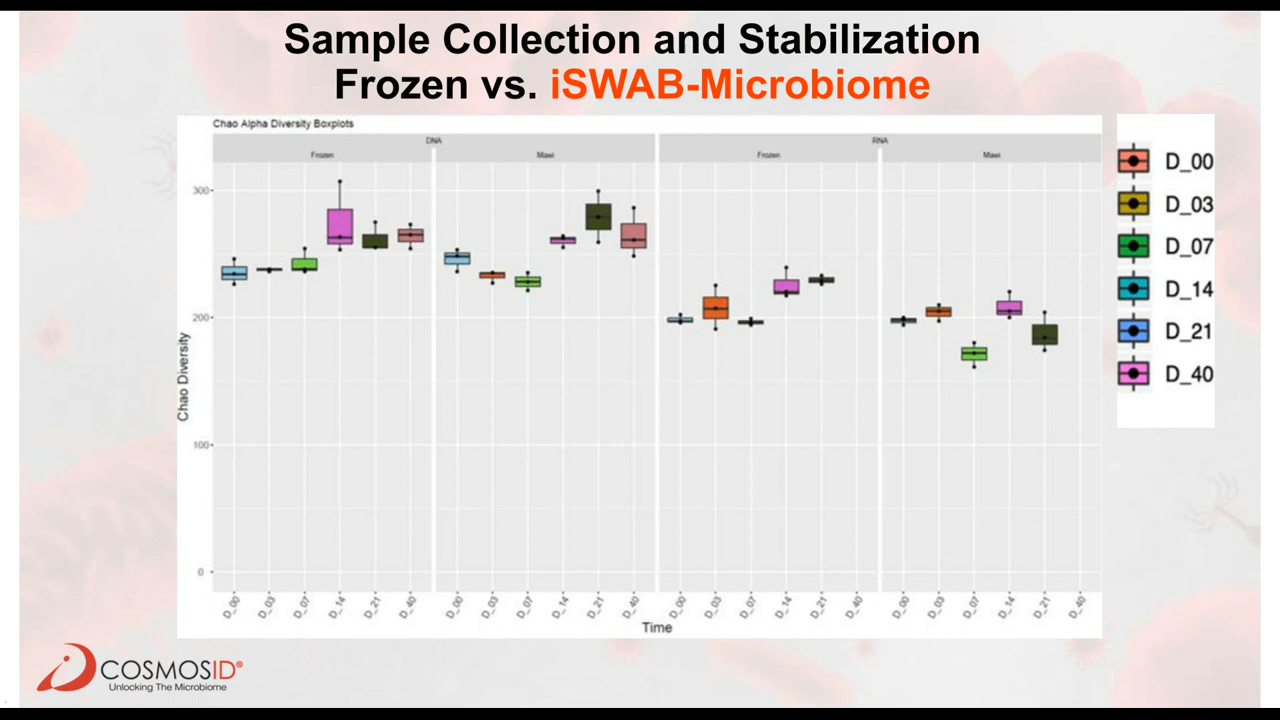 Sample Collection and Stabilization
Frozen vs. iSWAB-Microbiome
Chao Alpha Diversity Boxplots
DNA
RNA
Frozen
Mawi
Frozen
Mawi
300
200
100
0
Chao Diversity
D_00 D_03 D_07 D_14 D_21 D_40
D_00 D_03 D_07 D_14 D_21 D_40
D_00 D_03 D_07 D_14 D_21 D_40
D_00 D_03 D_07 D_14 D_21 D_40
Time
D_00
D_03
D_07
D_14
D_21
D_40
COSMOSID®
Unlocking The Microbiome